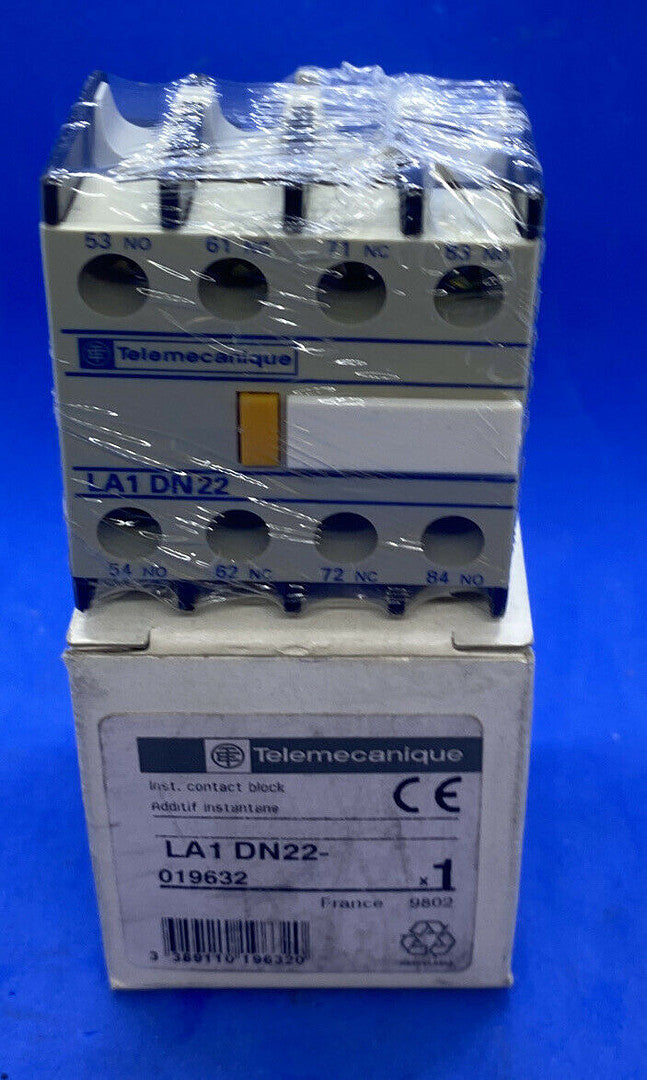 53 NO 61 NC 71 NC 83 NO
Telemecanique
LA1 DN22
54 NO 62 NC 72 NC 84 NO
Telemecanique
Inst. contact block
Additif instantane
CE
LA1 DN22-
019632 x1
France 9802
3 389110 196320